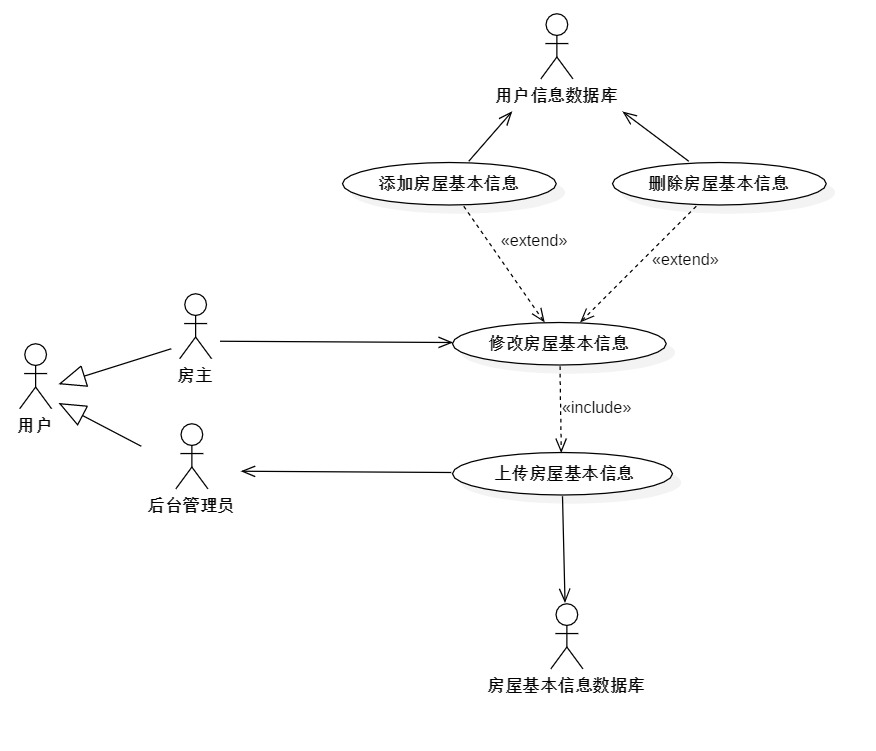 用户信息数据库
添加房屋基本信息
删除房屋基本信息
«extend»
«extend»
修改房屋基本信息
房主
用户
«include»
后台管理员
上传房屋基本信息
房屋基本信息数据库